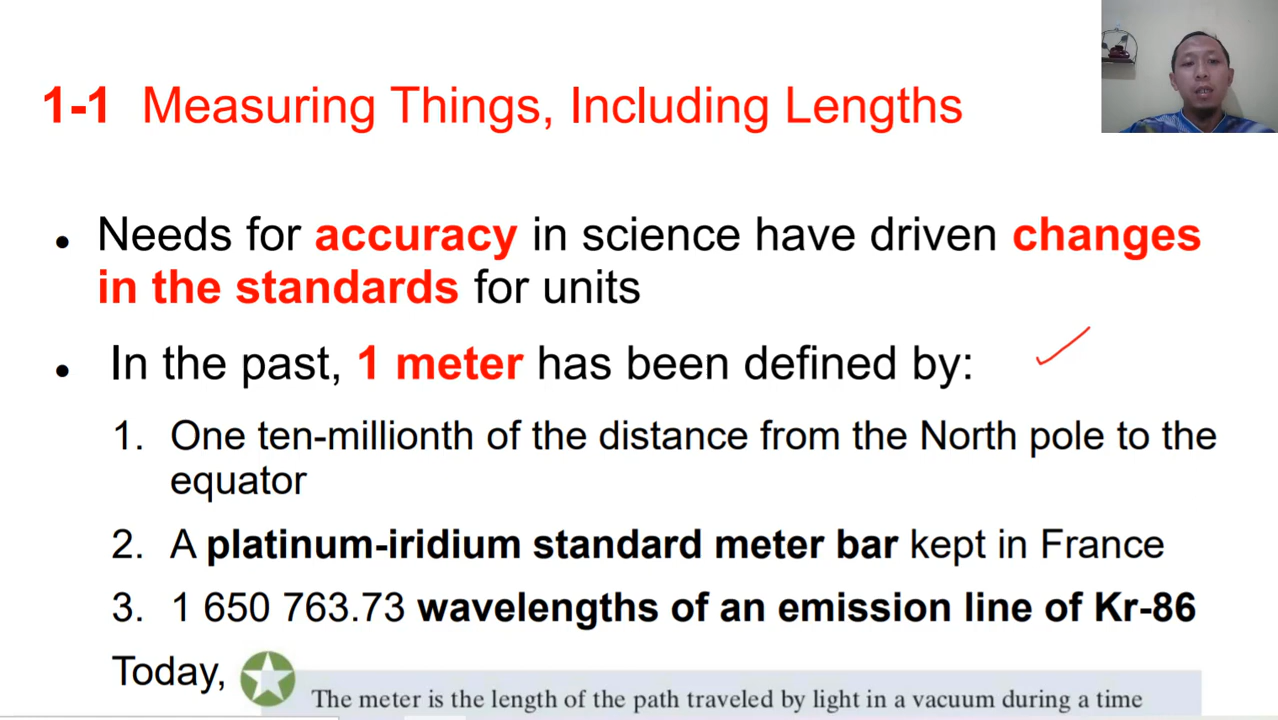 1-1 Measuring Things, Including Lengths
• Needs for accuracy in science have driven changes
in the standards for units
• In the past, 1 meter has been defined by:
1. One ten-millionth of the distance from the North pole to the
equator
2. A platinum-iridium standard meter bar kept in France
3. 1 650 763.73 wavelengths of an emission line of Kr-86
Today,
The meter is the length of the path traveled by light in a vacuum during a time